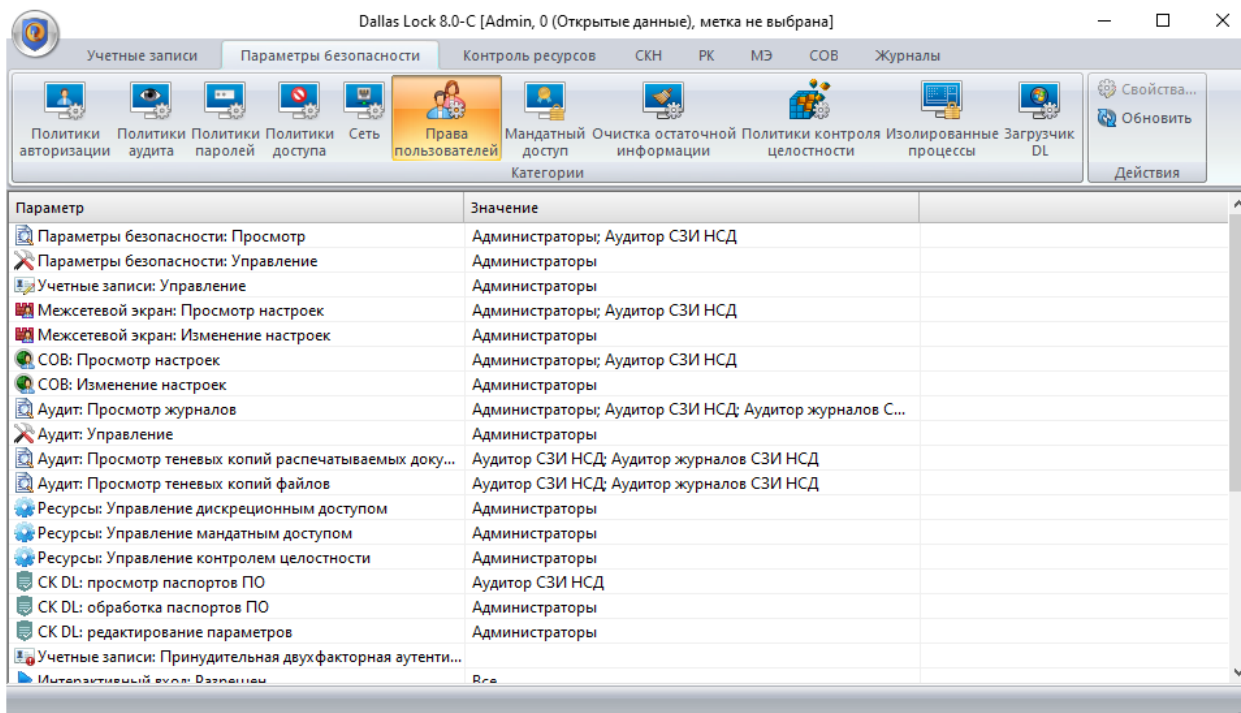 Dallas Lock 8.0-C [Admin, 0 (Открытые данные), метка не выбрана]
Учетные записи Параметры безопасности Контроль ресурсов СКН РК МЭ СОВ Журналы
Политики авторизации Политики аудита Политики паролей Политики доступа Сеть Права пользователей Мандатный доступ Очистка остаточной информации Политики контроля целостности Изолированные процессы Загрузчик DL
Свойства...
Обновить
Категории Действия
Параметр Значение
Параметры безопасности: Просмотр Администраторы; Аудитор СЗИ НСД
Параметры безопасности: Управление Администраторы
Учетные записи: Управление Администраторы
Межсетевой экран: Просмотр настроек Администраторы; Аудитор СЗИ НСД
Межсетевой экран: Изменение настроек Администраторы
СОВ: Просмотр настроек Администраторы; Аудитор СЗИ НСД
СОВ: Изменение настроек Администраторы
Аудит: Просмотр журналов Администраторы; Аудитор СЗИ НСД; Аудитор журналов С...
Аудит: Управление Администраторы
Аудит: Просмотр теневых копий распечатываемых доку... Аудитор СЗИ НСД; Аудитор журналов СЗИ НСД
Аудит: Просмотр теневых копий файлов Аудитор СЗИ НСД; Аудитор журналов СЗИ НСД
Ресурсы: Управление дискреционным доступом Администраторы
Ресурсы: Управление мандатным доступом Администраторы
Ресурсы: Управление контролем целостности Администраторы
СК DL: просмотр паспортов ПО Аудитор СЗИ НСД
СК DL: обработка паспортов ПО Администраторы
СК DL: редактирование параметров Администраторы
Учетные записи: Принудительная двухфакторная аутенти...
Интерактивный вход: Разрешен Все